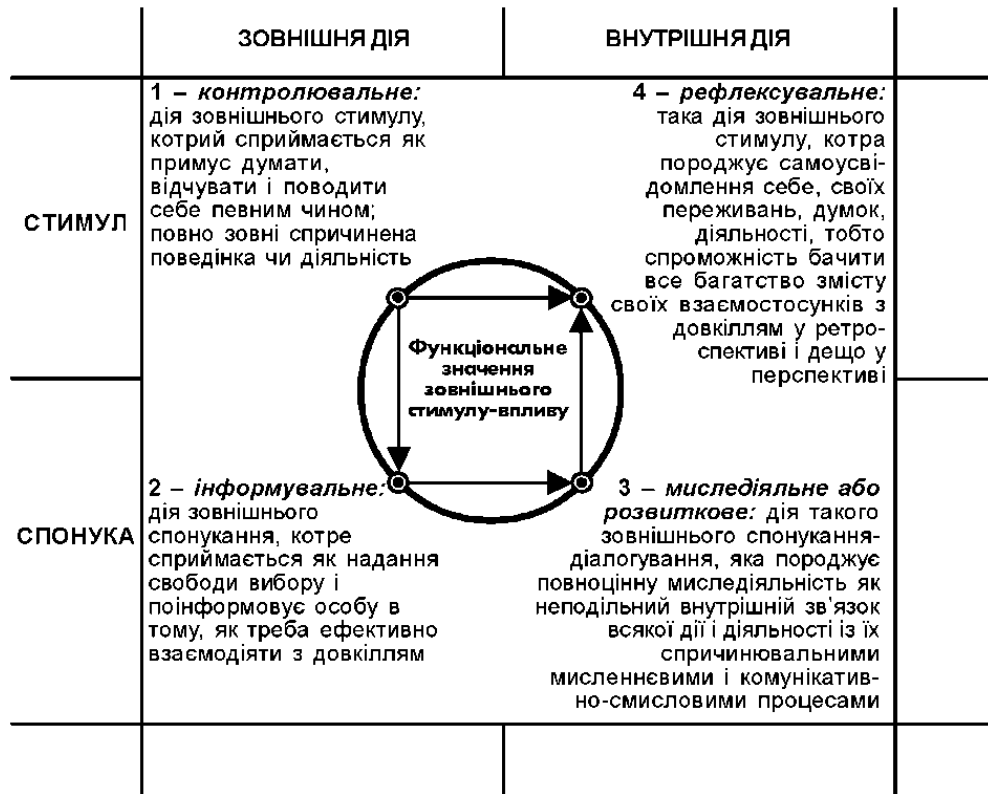 ЗОВНІШНЯ ДІЯ
ВНУТРІШНЯ ДІЯ
СТИМУЛ
1 – контролювальне:
дія зовнішнього стимулу,
котрий сприймається як
примус думати,
відчувати і поводити
себе певним чином;
повно зовні спричинена
поведінка чи діяльність
4 – рефлексувальне:
така дія зовнішнього
стимулу, котра
породжує самоусві-
домлення себе, своїх
переживань, думок,
діяльності, тобто
спроможність бачити
все багатство змісту
своїх взаємостосунків з
довкіллям у ретро-
спективі і дещо у
перспективі
Функціональне
значення
зовнішнього
стимулу-впливу
СПОНУКА
2 – інформувальне:
дія зовнішнього
спонукання, котре
сприймається як надання
свободи вибору і
поінформовує особу в
тому, як треба ефективно
взаємодіяти з довкіллям
3 – миследіяльне або
розвиткове: дія такого
зовнішнього спонукання-
діалогування, яка породжує
повноцінну миследіяльність як
неподільний внутрішній зв'язок
всякої дії і діяльності із їх
спричинювальними
мисленнєвими і комунікатив-
но-смисловими процесами